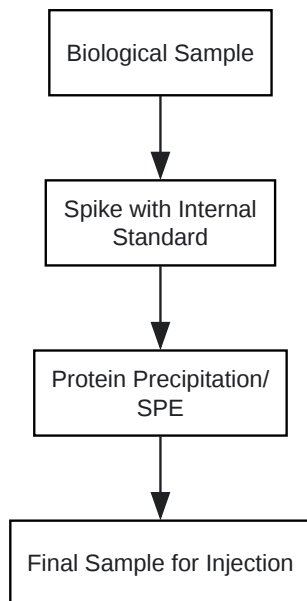 Biological Sample
Spike with Internal
Standard
Protein Precipitation/
SPE
Final Sample for Injection